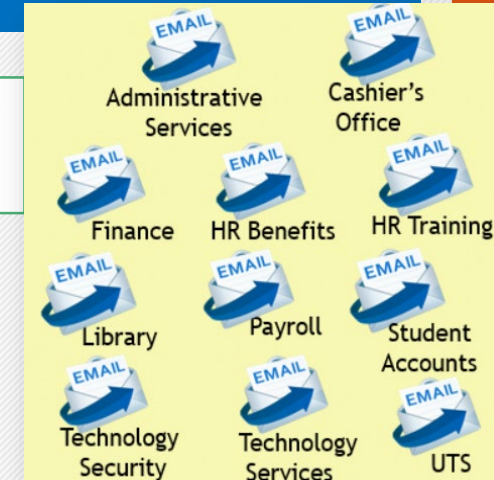 EMAIL EMAIL
Administrative Services
Cashier's Office
EMAIL EMAIL EMAIL
Finance HR Benefits HR Training
EMAIL EMAIL EMAIL
Library Payroll Student Accounts
EMAIL EMAIL EMAIL
Technology Security
Technology Services
UTS